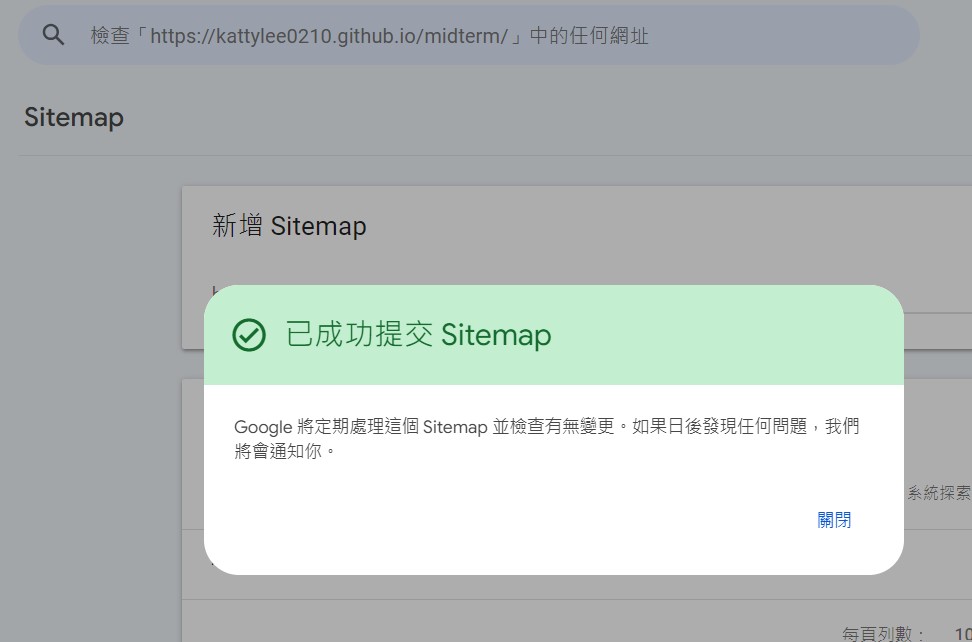 檢查「https://kattylee0210.github.io/midterm/」中的任何網址
Sitemap
新增 Sitemap
已成功提交 Sitemap
Google 將定期處理這個 Sitemap 並檢查有無變更。如果日後發現任何問題，我們
將會通知你。
系統探索
關閉
每頁列數：
10